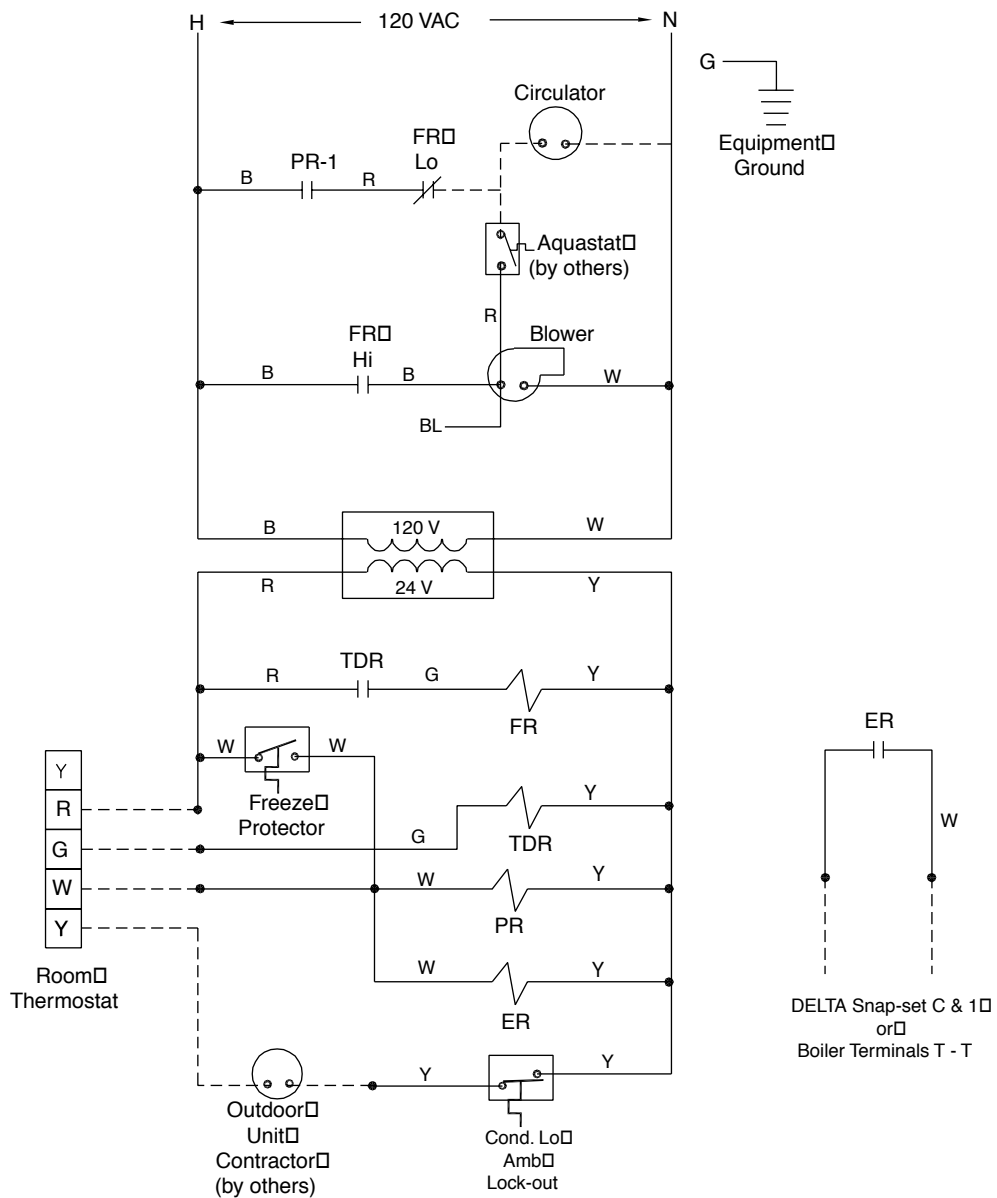 H 120 VAC N
G
Equipment□
Ground
Circulator
FR□
Lo
PR-1
B R
Aquastat□
(by others)
R
FR□
Hi
Blower
B B W
BL
B 120 V W
R 24 V Y
TDR
R G Y
FR
W W
Freeze□
Protector
Y
R
G
W
Y
Room□
Thermostat
G Y
TDR
W Y
PR
W Y
ER
Y Y
Outdoor□
Unit□
Contractor□
(by others)
Cond. Lo□
Amb□
Lock-out
ER
W
DELTA Snap-set C & 1□
or□
Boiler Terminals T - T